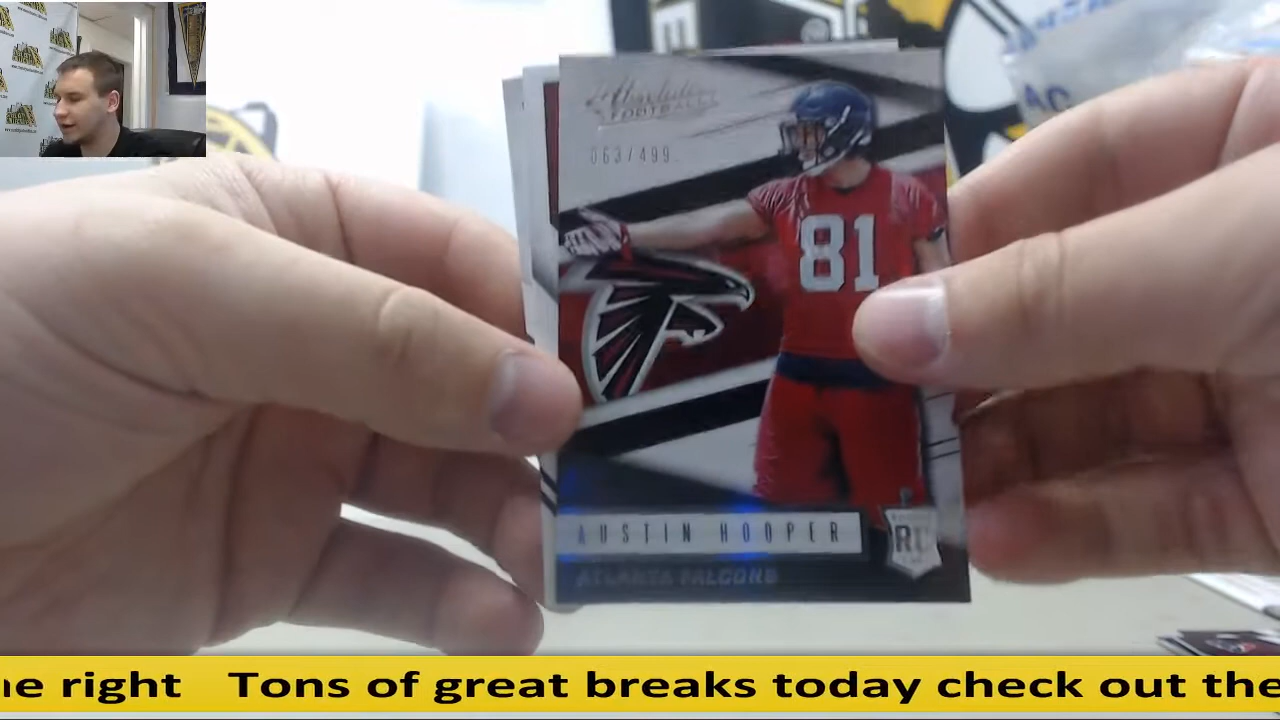 Absolute
FOOTBALL
063/499
81
AUSTIN HOOPER
RC
ATLANTA FALCONS
AC
e right Tons of great breaks today check out the